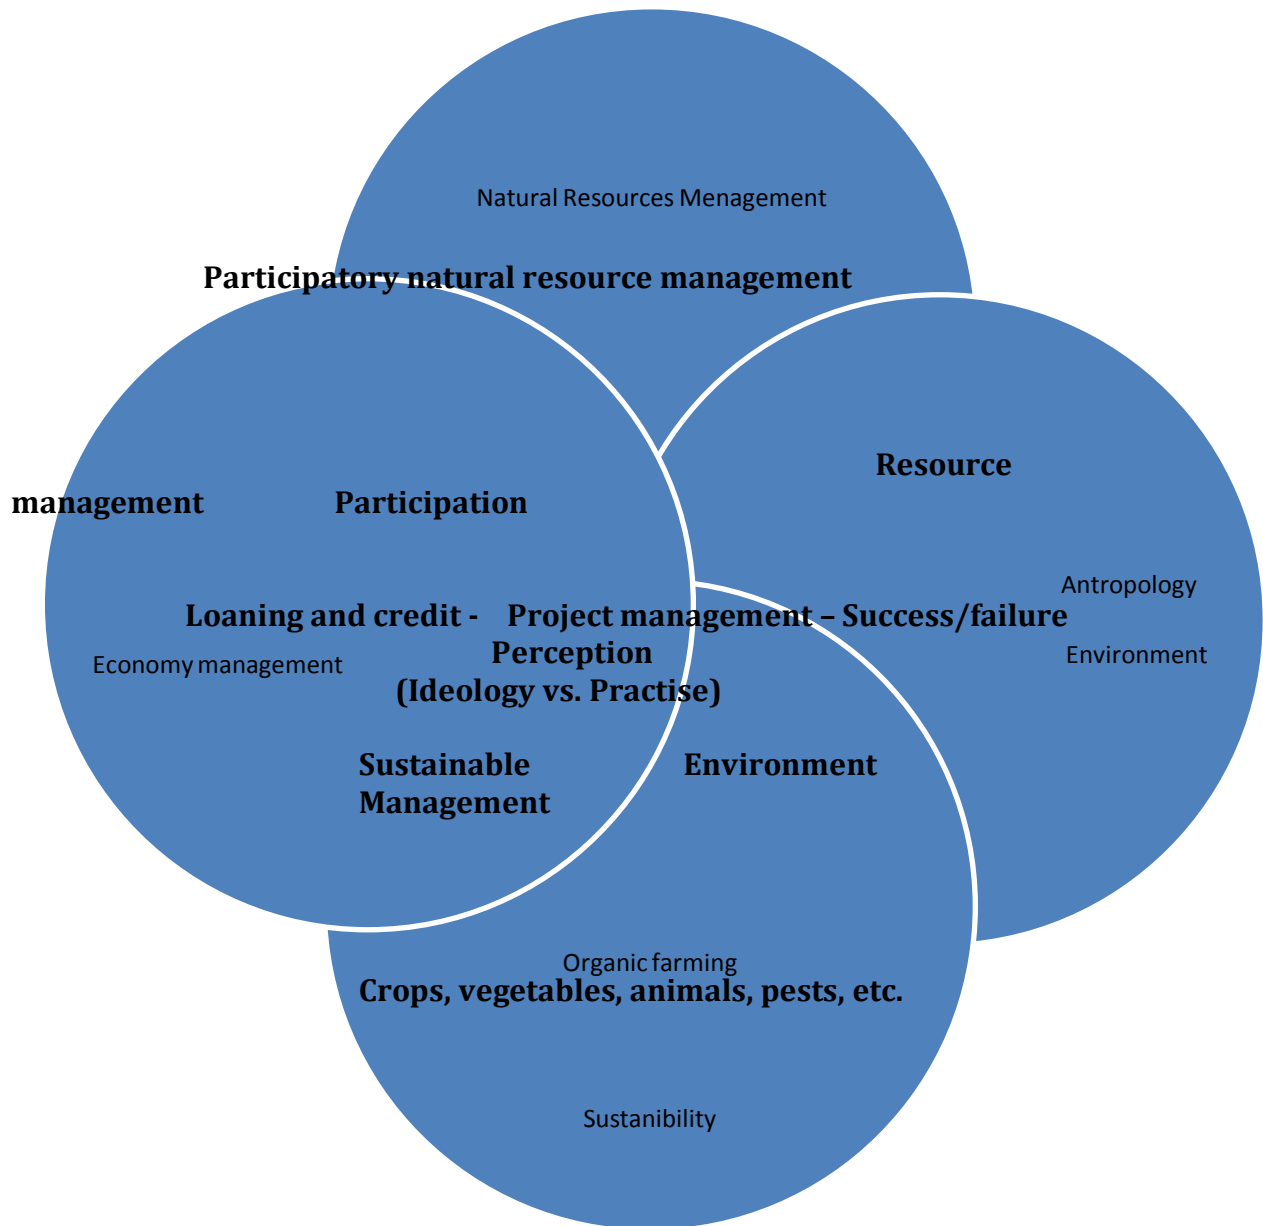 Natural Resources Menagement
Participatory natural resource management
Resource
management Participation
Antropology
Loaning and credit - Project management – Success/failure
Perception
Environment
Economy management
(Ideology vs. Practise)
Sustainable
Management
Environment
Organic farming
Crops, vegetables, animals, pests, etc.
Sustanibility